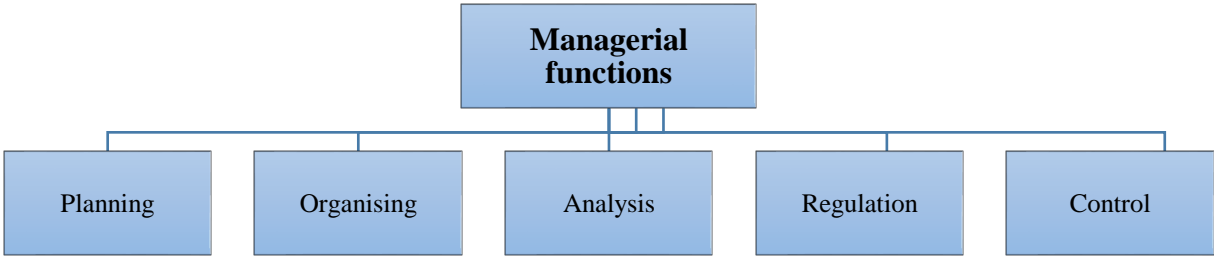 Managerial
functions
Planning
Organising
Analysis
Regulation
Control